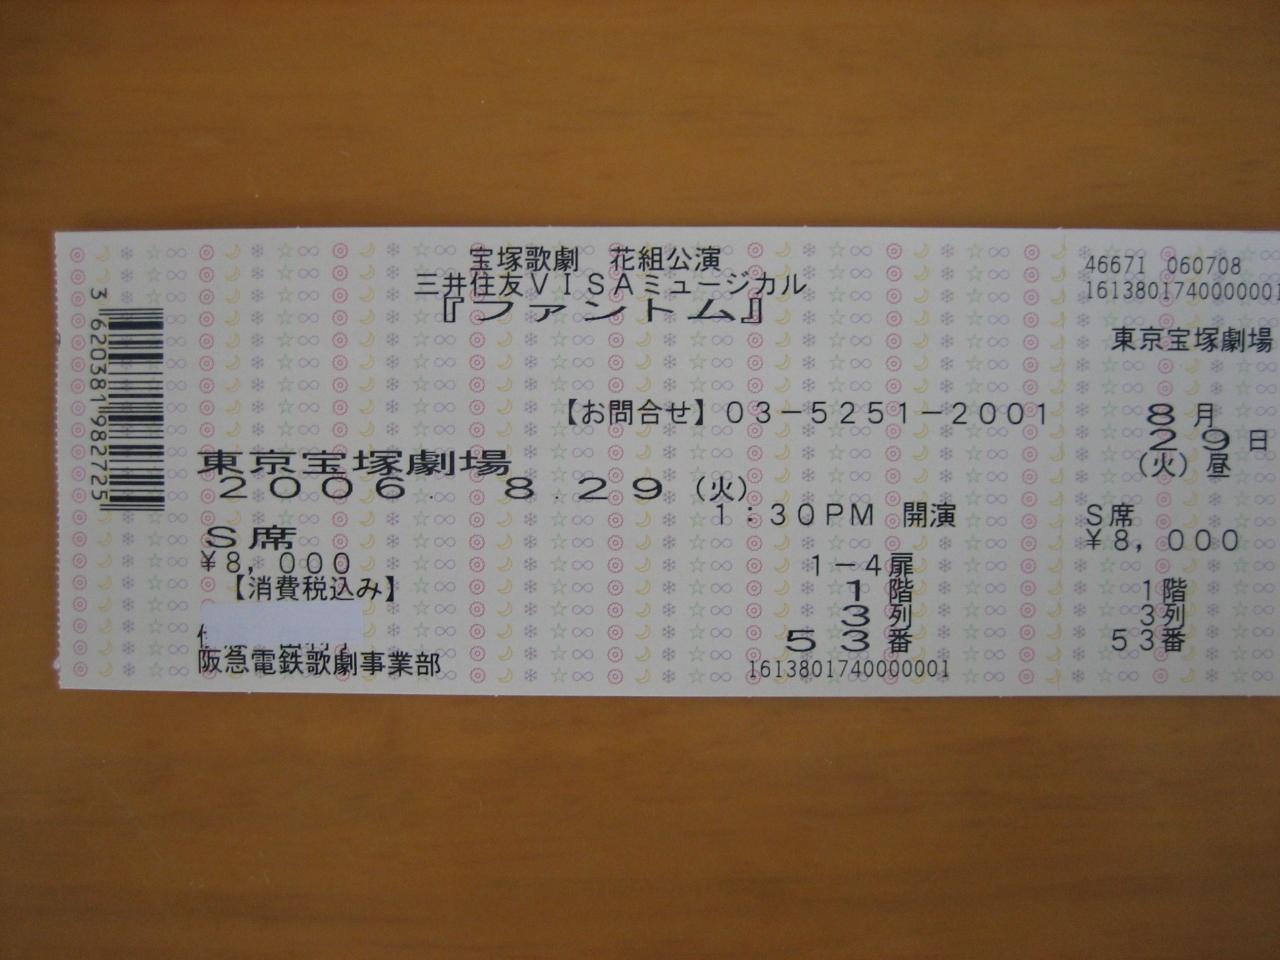 宝塚歌劇 花組公演
三井住友VISAミュージカル
『ファントム』
【お問合せ】03-5251-2001
東京宝塚劇場
2006. 8.29 (火)
1:30PM 開演
S席
¥8,000
【消費税込み】
1-4扉
1階
3列
53番
阪急電鉄歌劇事業部
1613801740000001
3 620381982725
46671 060708
1613801740000001
東京宝塚劇場
8月
29日
(火)昼
S席
¥8,000
1階
3列
53番